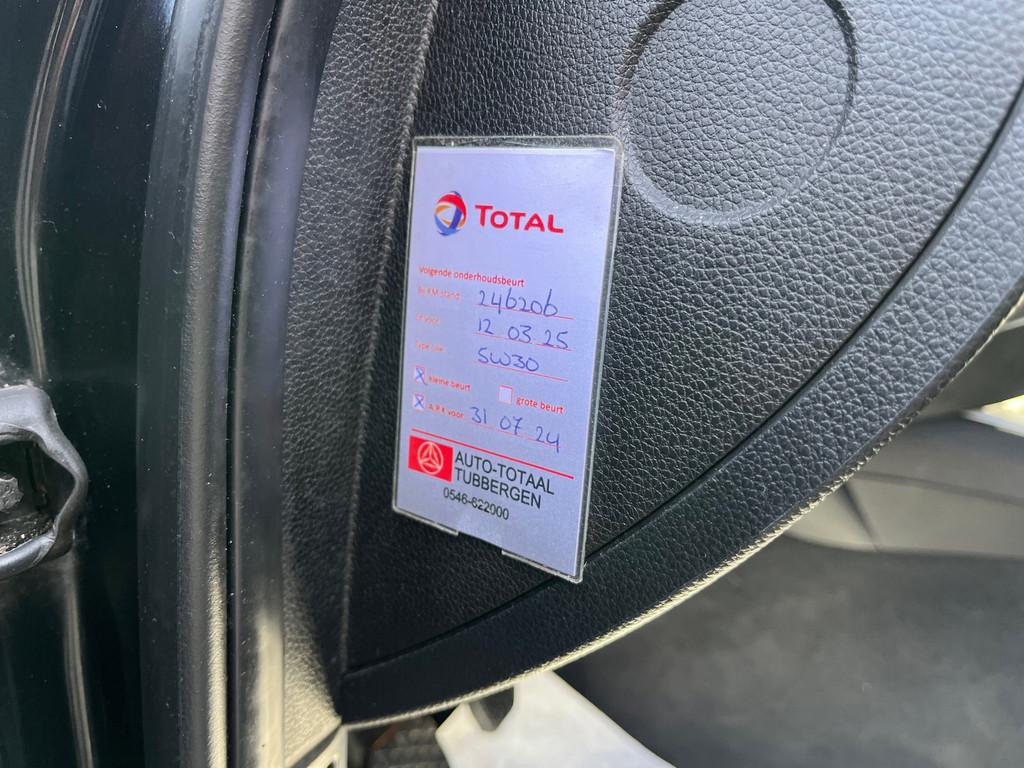 TOTAL
Volgende onderhoudsbeurt
Bij KM-stand: 246206
Of voor: 12 03 25
Type olie: 5W30
X kleine beurt grote beurt
X A.P.K voor: 31 07 24
AUTO-TOTAAL
TUBBERGEN
0546-622000